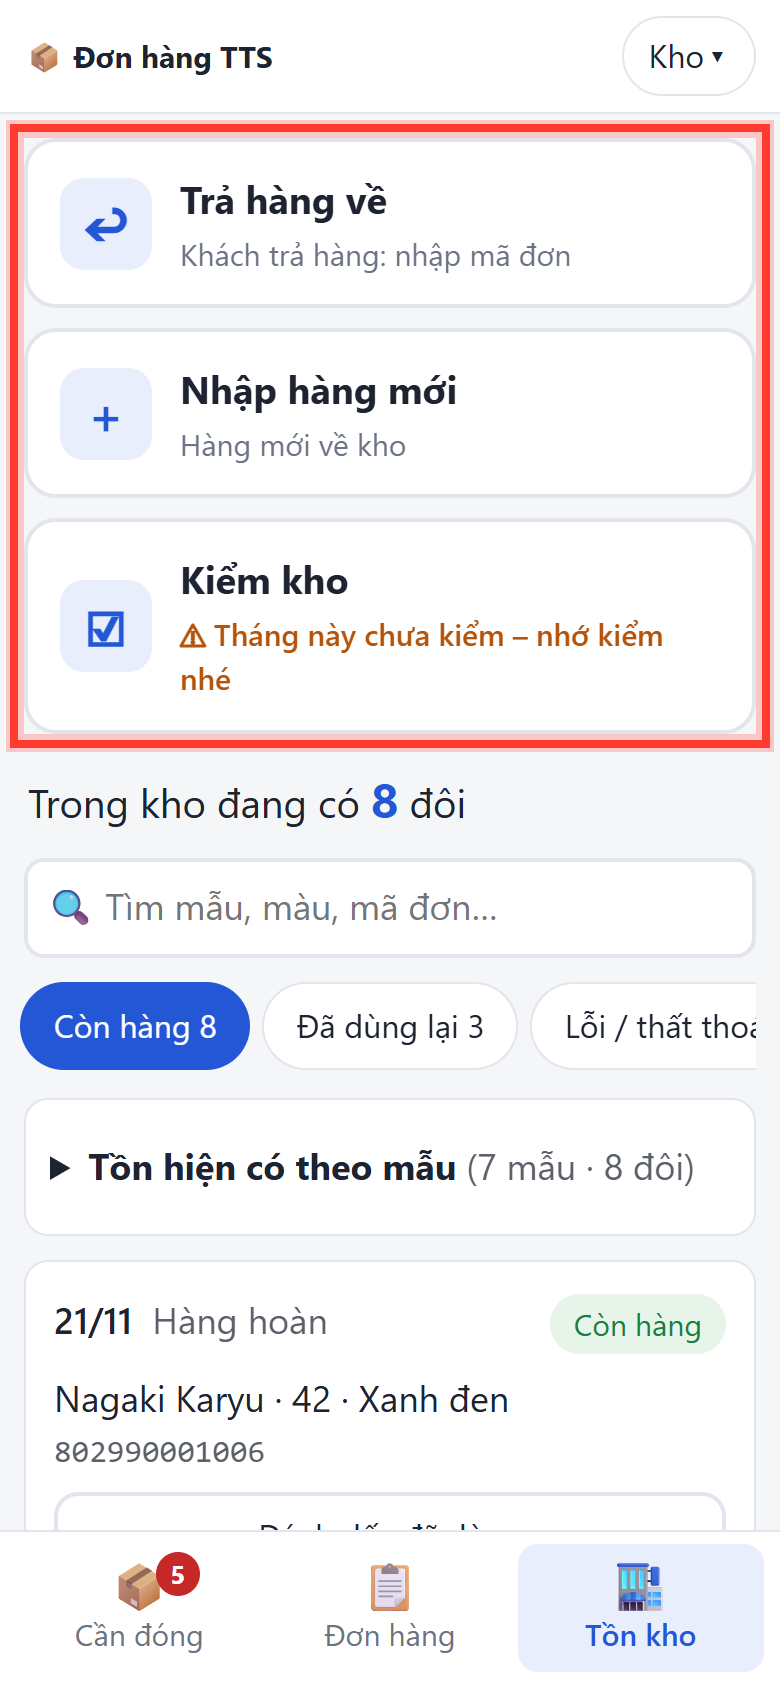 Đơn hàng TTS
Kho ▾
Trả hàng về
Khách trả hàng: nhập mã đơn
Nhập hàng mới
Hàng mới về kho
Kiểm kho
⚠ Tháng này chưa kiểm – nhớ kiểm
nhé
Trong kho đang có 8 đôi
Tìm mẫu, màu, mã đơn...
Còn hàng 8
Đã dùng lại 3
Lỗi / thất
Tồn hiện có theo mẫu (7 mẫu · 8 đôi)
21/11 Hàng hoàn
Còn hàng
Nagaki Karyu · 42 · Xanh đen
802990001006
5
Cần đóng
Đơn hàng
Tồn kho